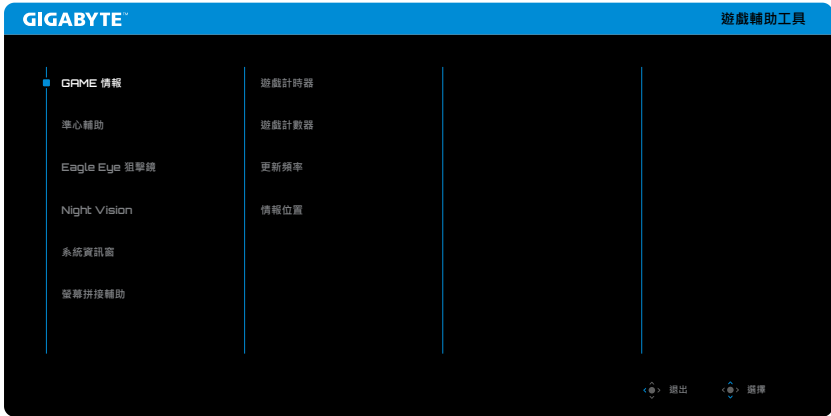 GIGABYTE™
遊戲輔助工具
GAME 情報
準心輔助
Eagle Eye 狙擊鏡
Night Vision
系統資訊窗
螢幕拼接輔助
遊戲計時器
遊戲計數器
更新頻率
情報位置
退出
選擇